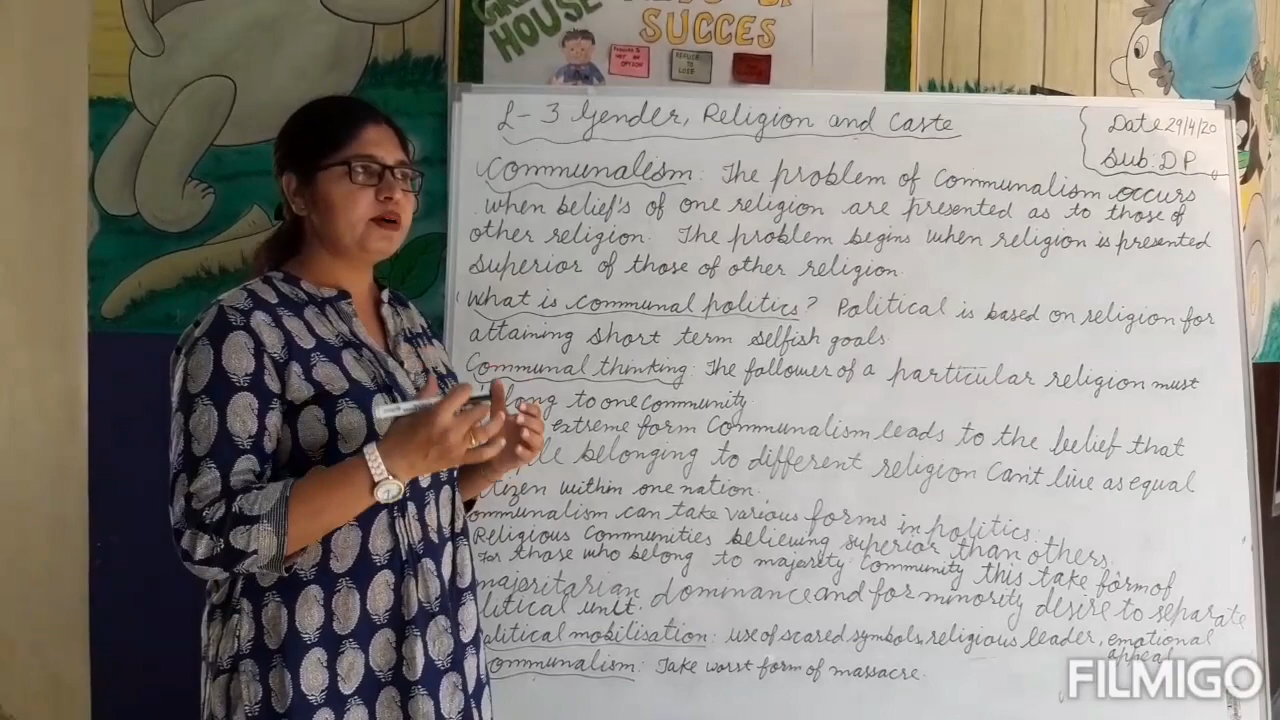 HOUSE
SUCCES
REFUSE TO LOSE
L-3 Gender, Religion and Caste
Date 29/4/20
Sub: DP
Communalism: The problem of Communalism occurs
when belief's of one religion are presented as to those of
other religion. The problem begins when religion is presented
Superior of those of other religion.
What is communal politics? Political is based on religion for
attaining short term selfish goals.
Communal thinking: The follower of a particular religion must
long to one Community
extreme form Communalism leads to the belief that
le belonging to different religion Can't live as equal
tizen within one nation.
ommunalism can take various forms in politics:
Religious Communities believing superior than others.
For those who belong to majority Community this take form of
majoritarian dominance and for minority desire to separate
litical unit.
litical mobilisation: use of scared symbols, religious leader, emotional
appeal
ommunalism: Take worst form of massacre.
FILMIGO